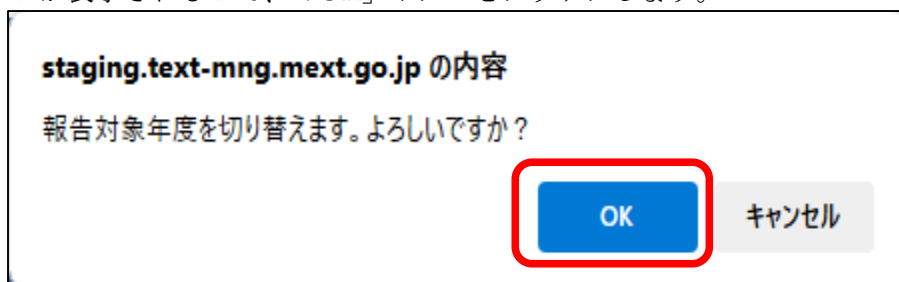 staging.text-mng.mext.go.jp の内容
報告対象年度を切り替えます。よろしいですか？
OK キャンセル